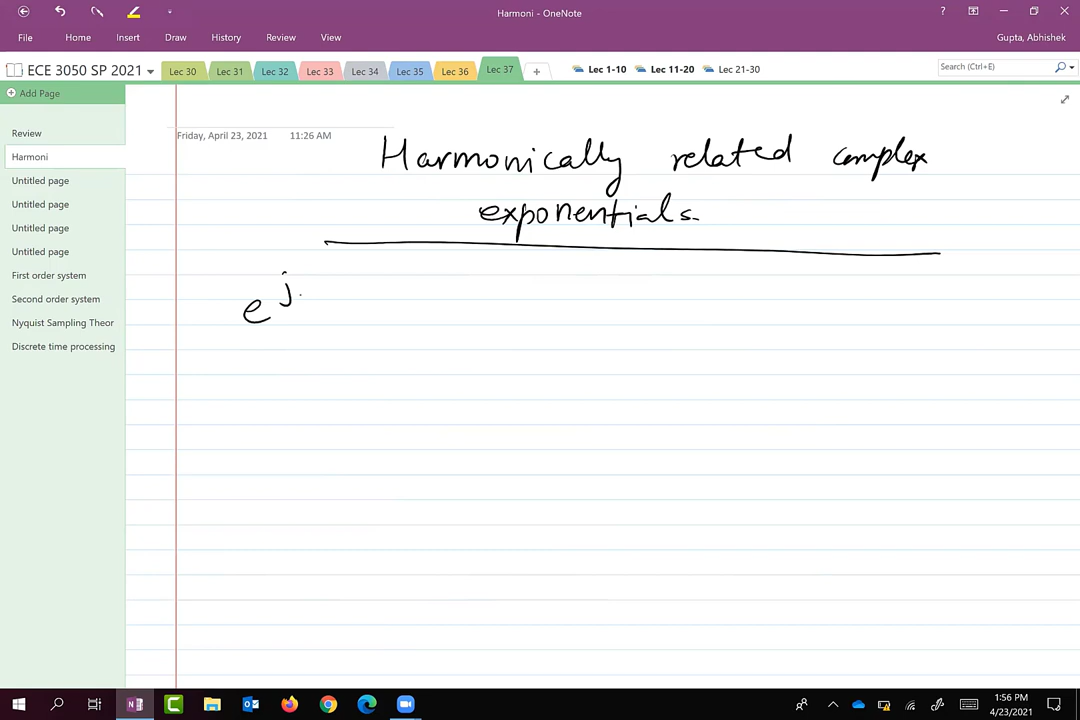 Harmoni - OneNote
?
Gupta, Abhishek
File Home Insert Draw History Review View
ECE 3050 SP 2021 Lec 30 Lec 31 Lec 32 Lec 33 Lec 34 Lec 35 Lec 36 Lec 37 + Lec 1-10 Lec 11-20 Lec 21-30 Search (Ctrl+E)
Add Page
Review
Harmoni
Untitled page
Untitled page
Untitled page
Untitled page
First order system
Second order system
Nyquist Sampling Theor
Discrete time processing
Friday, April 23, 2021 11:26 AM
Harmonically related complex
exponentials.
e^j
1:56 PM
4/23/2021